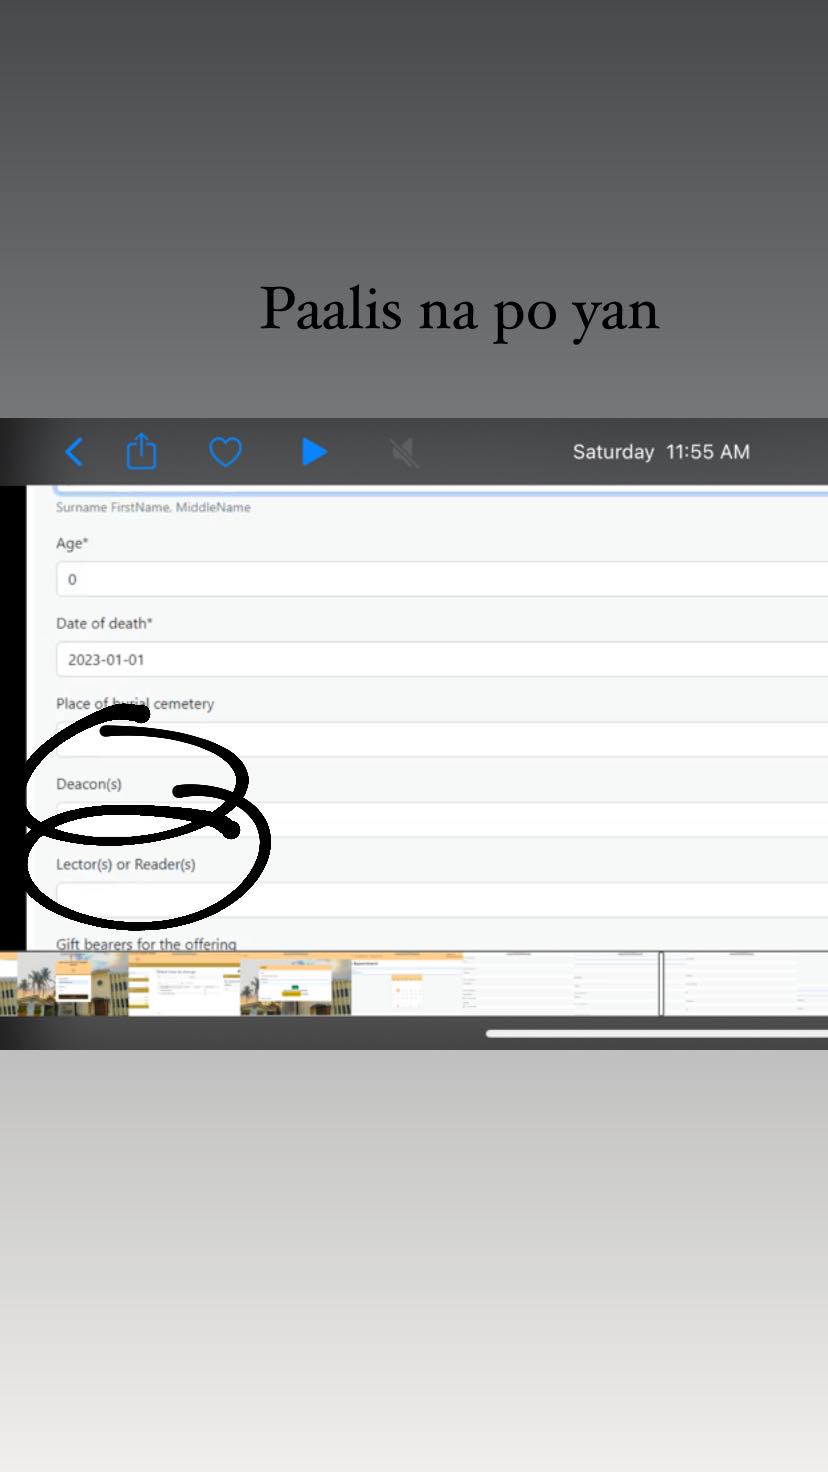 Paalis na po yan
Saturday 11:55 AM
Surname FirstName, MiddleName
Age*
0
Date of death*
2023-01-01
Place of burial cemetery
Deacon(s)
Lector(s) or Reader(s)
Gift bearers for the offering